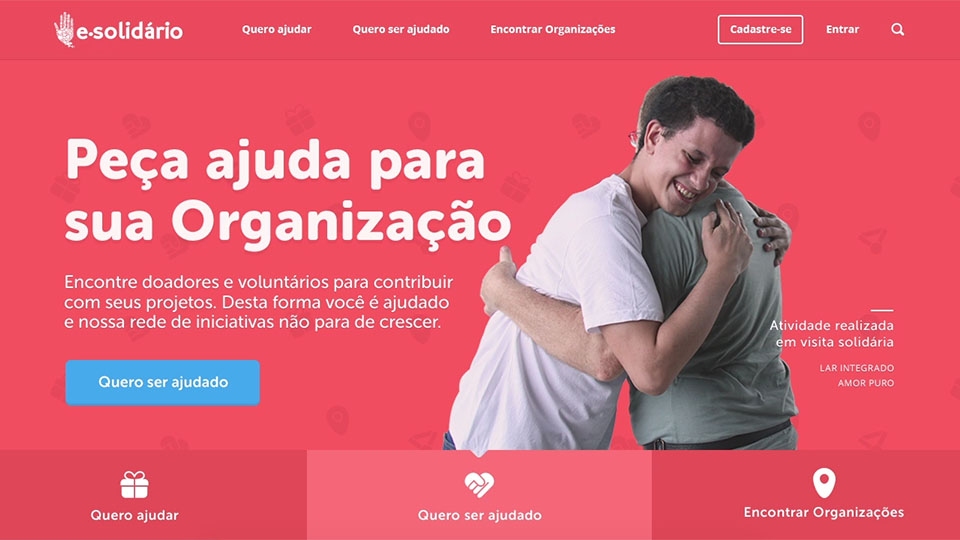 e·solidário
Quero ajudar
Quero ser ajudado
Encontrar Organizações
Cadastre-se
Entrar
Peça ajuda para
sua Organização
Encontre doadores e voluntários para contribuir
com seus projetos. Desta forma você é ajudado
e nossa rede de iniciativas não para de crescer.
Quero ser ajudado
Atividade realizada
em visita solidária
LAR INTEGRADO
AMOR PURO
Quero ajudar
Quero ser ajudado
Encontrar Organizações